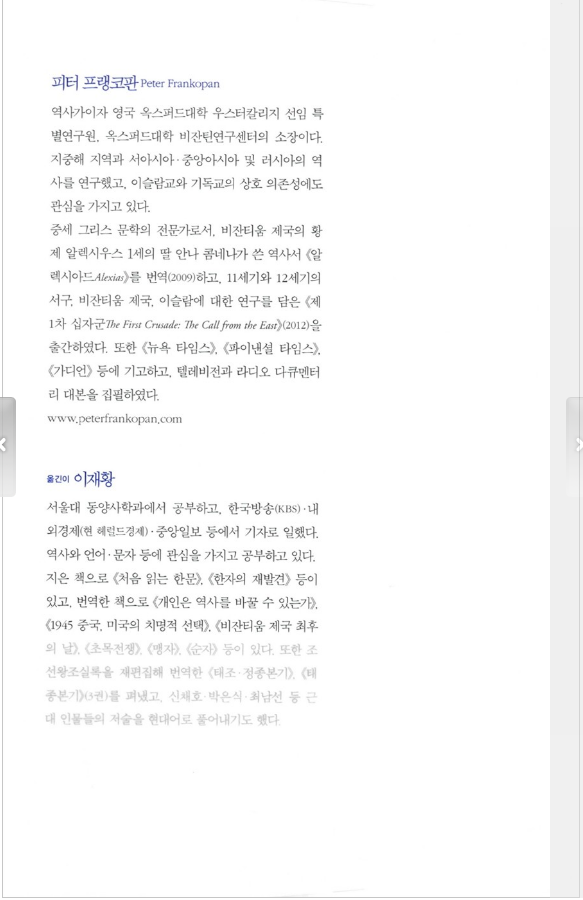 피터 프랭코판 Peter Frankopan
역사가이자 영국 옥스퍼드대학 우스터칼리지 선임 특
별연구원, 옥스퍼드대학 비잔틴연구센터의 소장이다.
지중해 지역과 서아시아·중앙아시아 및 러시아의 역
사를 연구했고, 이슬람교와 기독교의 상호 의존성에도
관심을 가지고 있다.
중세 그리스 문학의 전문가로서, 비잔티움 제국의 황
제 알렉시우스 1세의 딸 안나 콤네나가 쓴 역사서 《알
렉시아드Alexias》를 번역(2009)하고, 11세기와 12세기의
서구, 비잔티움 제국, 이슬람에 대한 연구를 담은 《제
1차 십자군The First Crusade: The Call from the East》(2012)을
출간하였다. 또한 《뉴욕 타임스》, 《파이낸셜 타임스》,
《가디언》 등에 기고하고, 텔레비전과 라디오 다큐멘터
리 대본을 집필하였다.
www.peterfrankopan.com
옮긴이 이재황
서울대 동양사학과에서 공부하고, 한국방송(KBS)·내
외경제(현 헤럴드경제)·중앙일보 등에서 기자로 일했다.
역사와 언어·문자 등에 관심을 가지고 공부하고 있다.
지은 책으로 《처음 읽는 한문》, 《한자의 재발견》 등이
있고, 번역한 책으로 《개인은 역사를 바꿀 수 있는가》,
《1945 중국, 미국의 치명적 선택》, 《비잔티움 제국 최후
의 날》, 《초목전쟁》, 《맹자》, 《순자》 등이 있다. 또한 조
선왕조실록을 재편집해 번역한 《태조·정종본기》, 《태
종본기》(3권)를 펴냈고, 신채호·박은식·최남선 등 근
대 인물들의 저술을 현대어로 풀어내기도 했다.